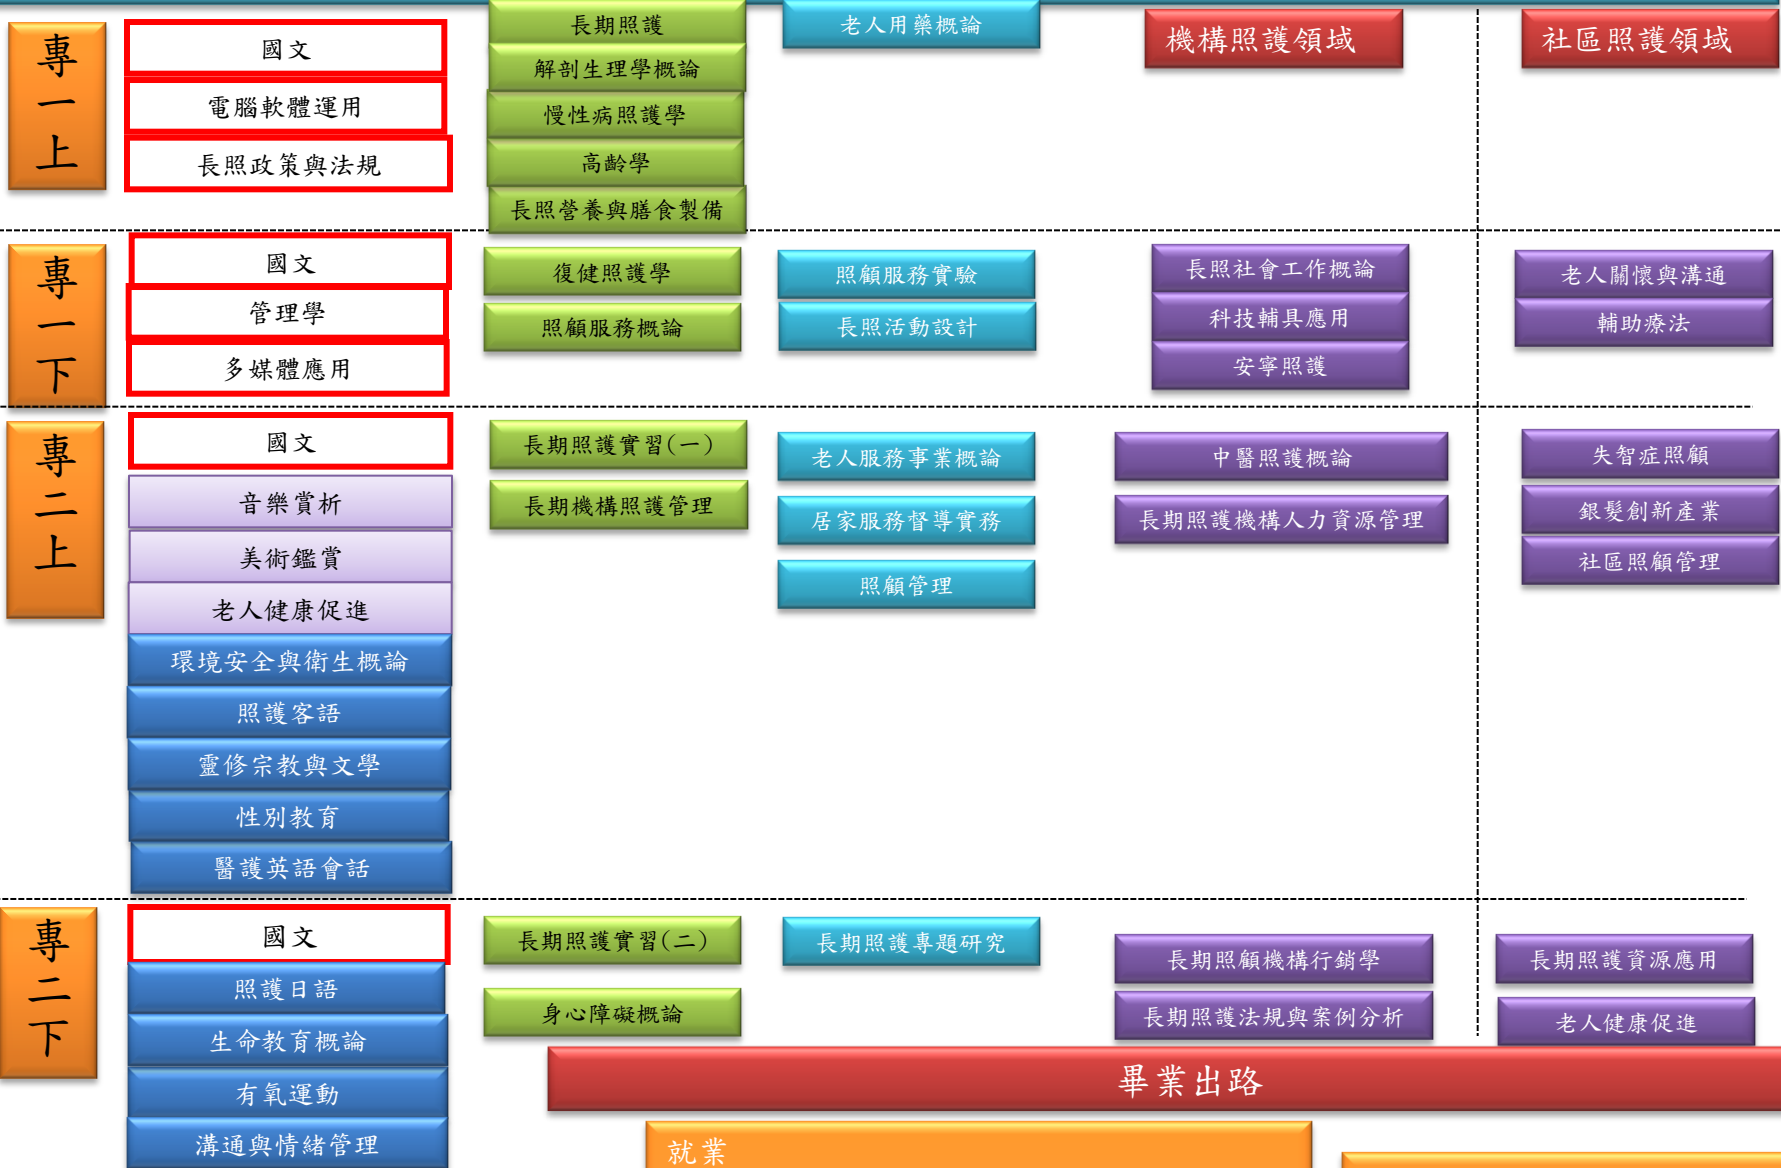 專一上
國文
電腦軟體運用
長照政策與法規
長期照護
解剖生理學概論
慢性病照護學
高齡學
長照營養與膳食製備
老人用藥概論
機構照護領域
社區照護領域
專一下
國文
管理學
多媒體應用
復健照護學
照顧服務概論
照顧服務實驗
長照活動設計
長照社會工作概論
科技輔具應用
安寧照護
老人關懷與溝通
輔助療法
專二上
國文
音樂賞析
美術鑑賞
老人健康促進
環境安全與衛生概論
照護客語
靈修宗教與文學
性別教育
醫護英語會話
長期照護實習(一)
長期機構照護管理
老人服務事業概論
居家服務督導實務
照顧管理
中醫照護概論
長期照護機構人力資源管理
失智症照顧
銀髮創新產業
社區照顧管理
專二下
國文
照護日語
生命教育概論
有氧運動
溝通與情緒管理
長期照護實習(二)
身心障礙概論
長期照護專題研究
長期照顧機構行銷學
長期照護法規與案例分析
長期照護資源應用
老人健康促進
畢業出路
就業